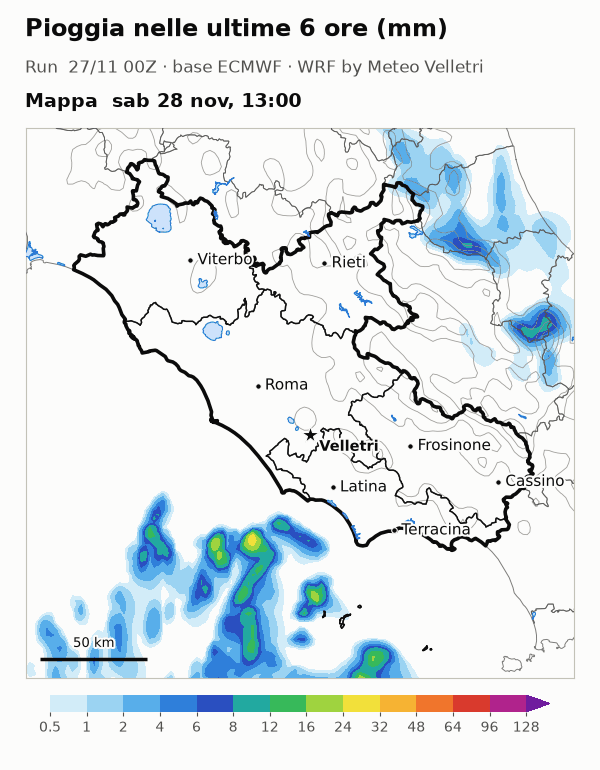 Pioggia nelle ultime 6 ore (mm)
Run  27/11 00Z · base ECMWF · WRF by Meteo Velletri
Mappa  sab 28 nov, 13:00
Viterbo
Rieti
Roma
Velletri
Frosinone
Cassino
Latina
Terracina
50 km
0.5 1 2 4 6 8 12 16 24 32 48 64 96 128